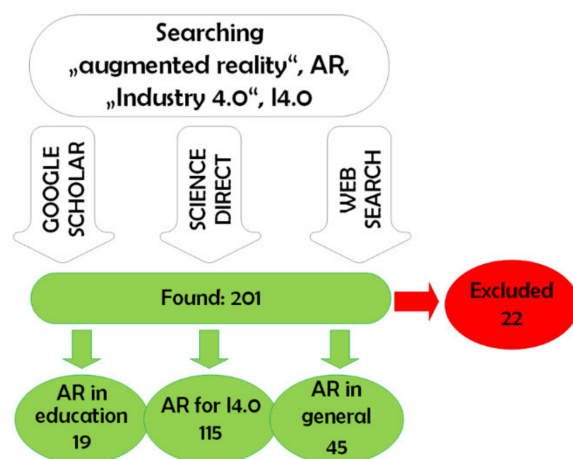 Searching
„augmented reality“, AR,
„Industry 4.0“, I4.0
GOOGLE
SCHOLAR
SCIENCE
DIRECT
WEB
SEARCH
Found: 201
Excluded
22
AR in
education
19
AR for I4.0
115
AR in
general
45